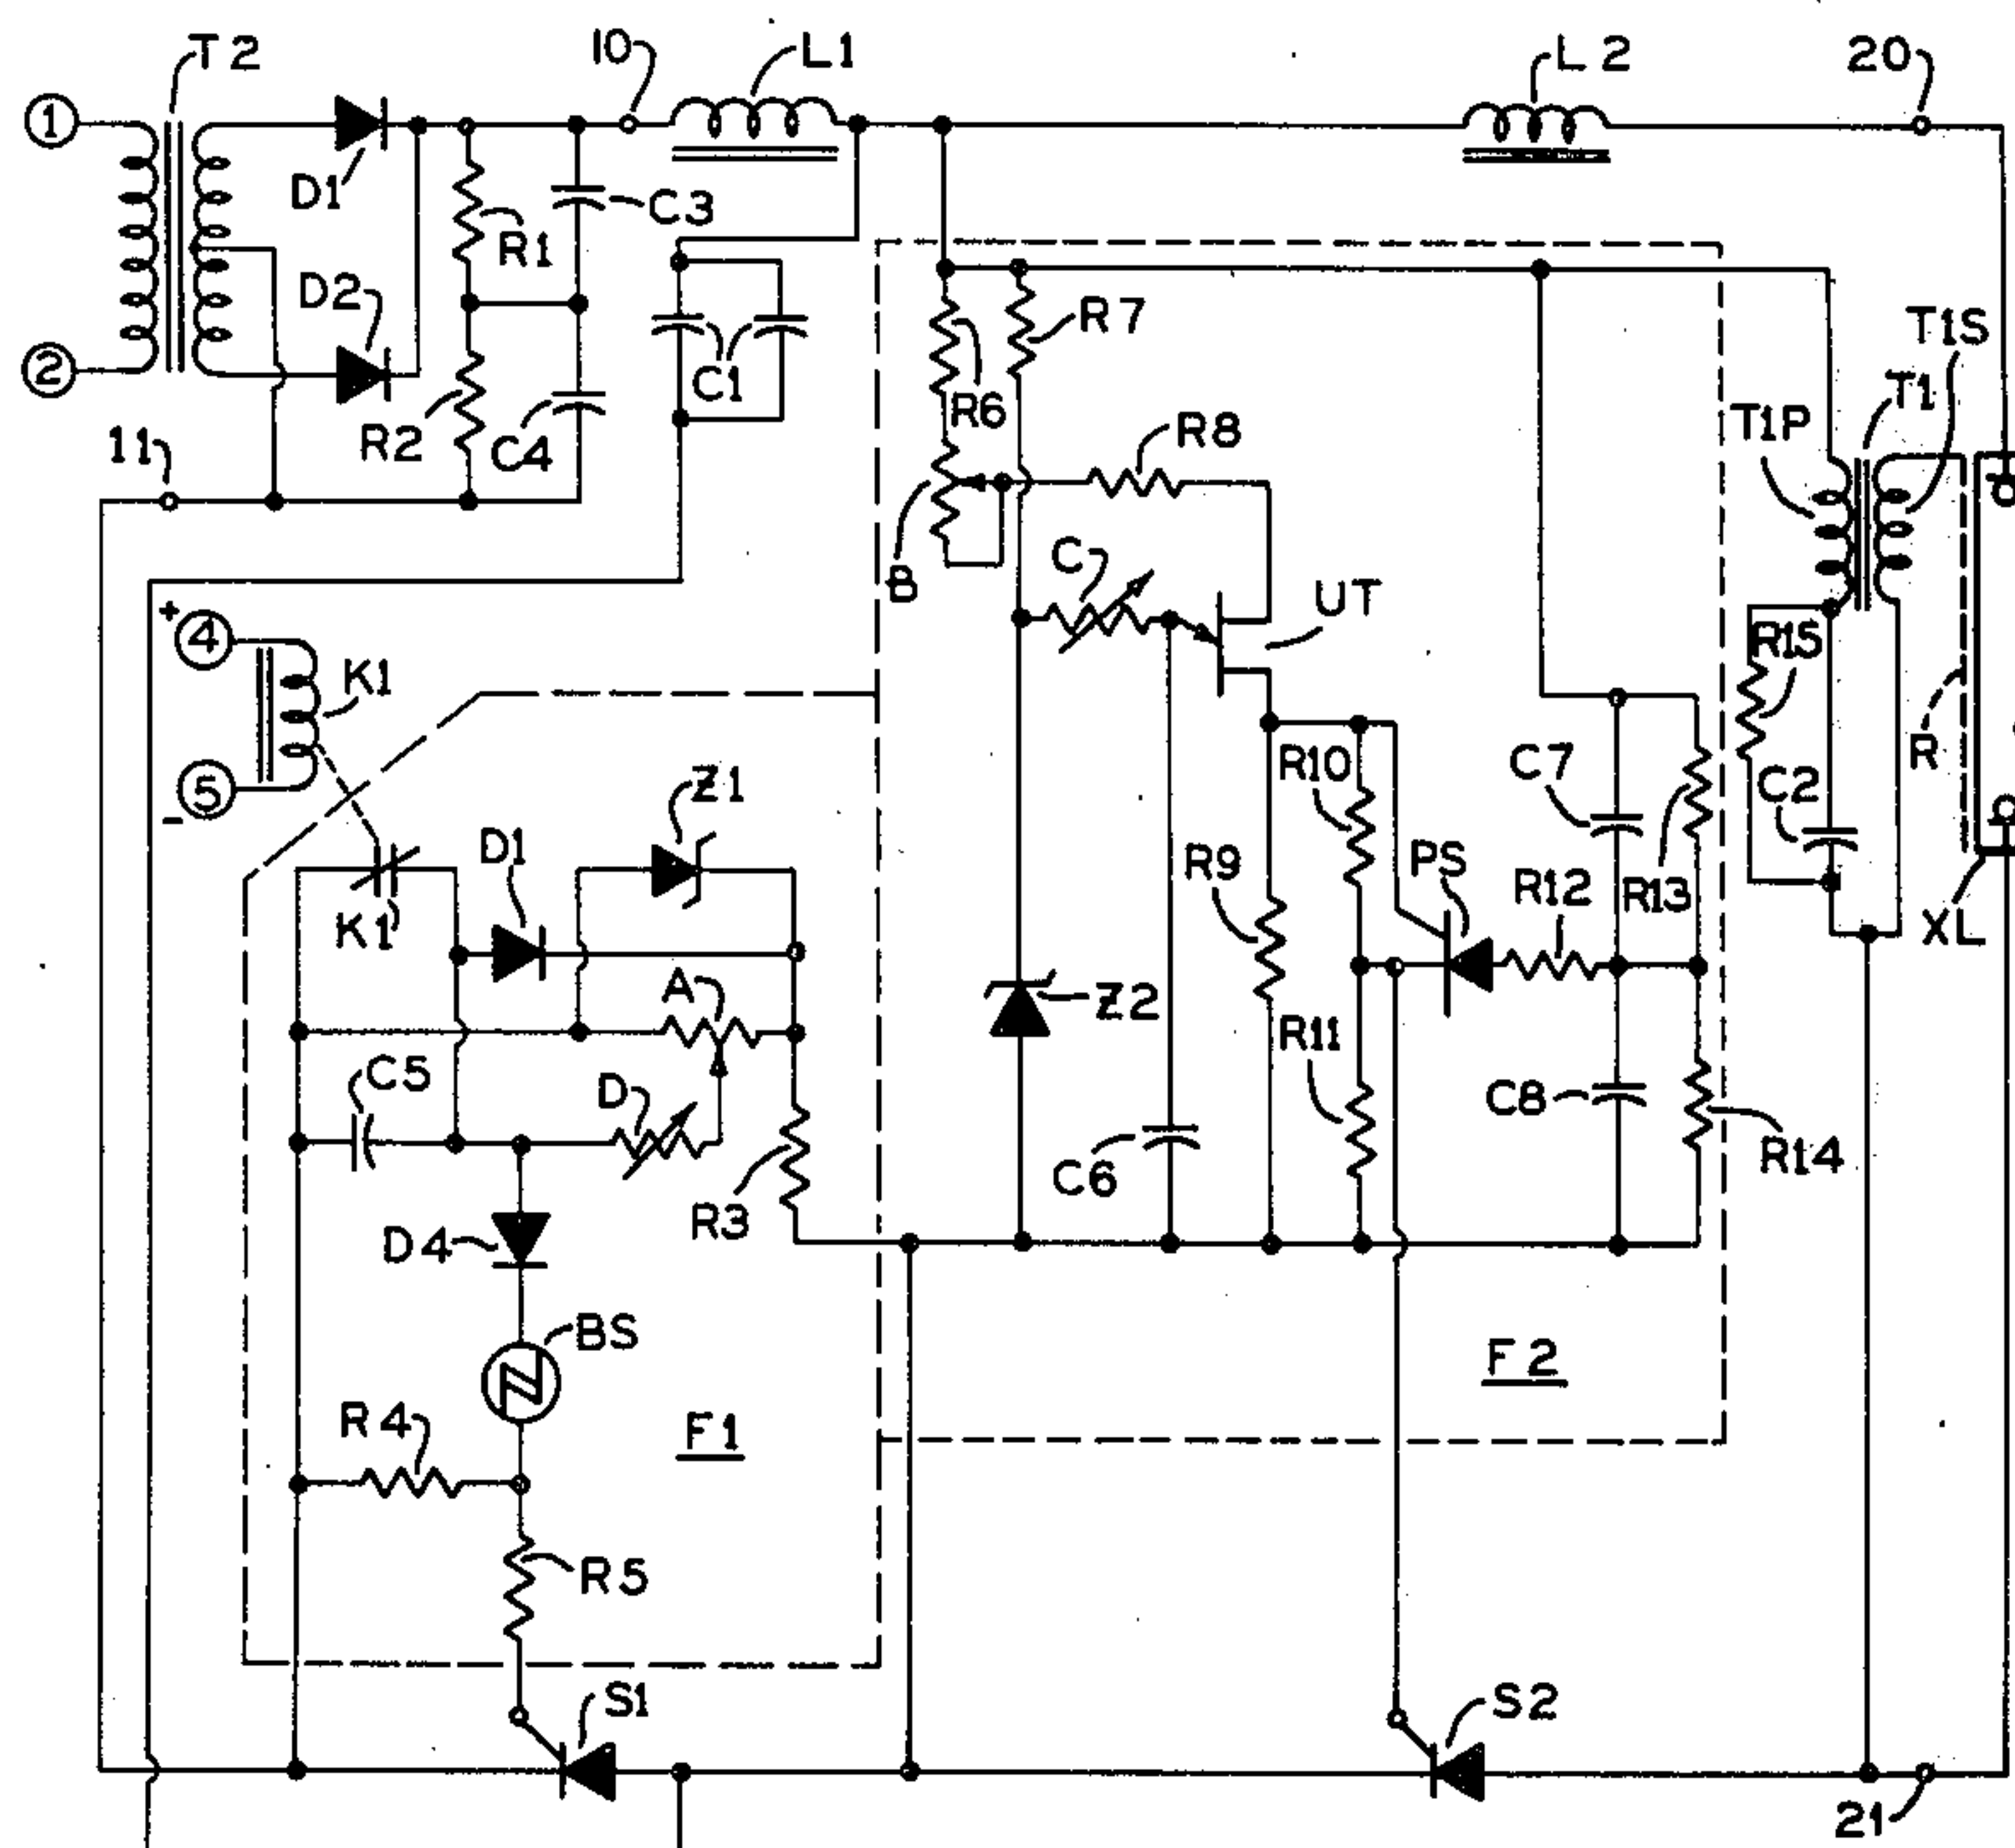 T2
10
L1
L2
20
1
D1
C3
R1
D2
R7
T1S
2
R6
C1
T1
T1P
R2
R8
11
C4
C
B
UT
+
4
R15
K1
R
Z1
C7
R10
C2
5
-
D1
PS
R9
R12
R13
K1
XL
A
Z2
C5
R11
D
C8
R14
C6
R3
D4
BS
F2
R4
F1
R5
S1
S2
21